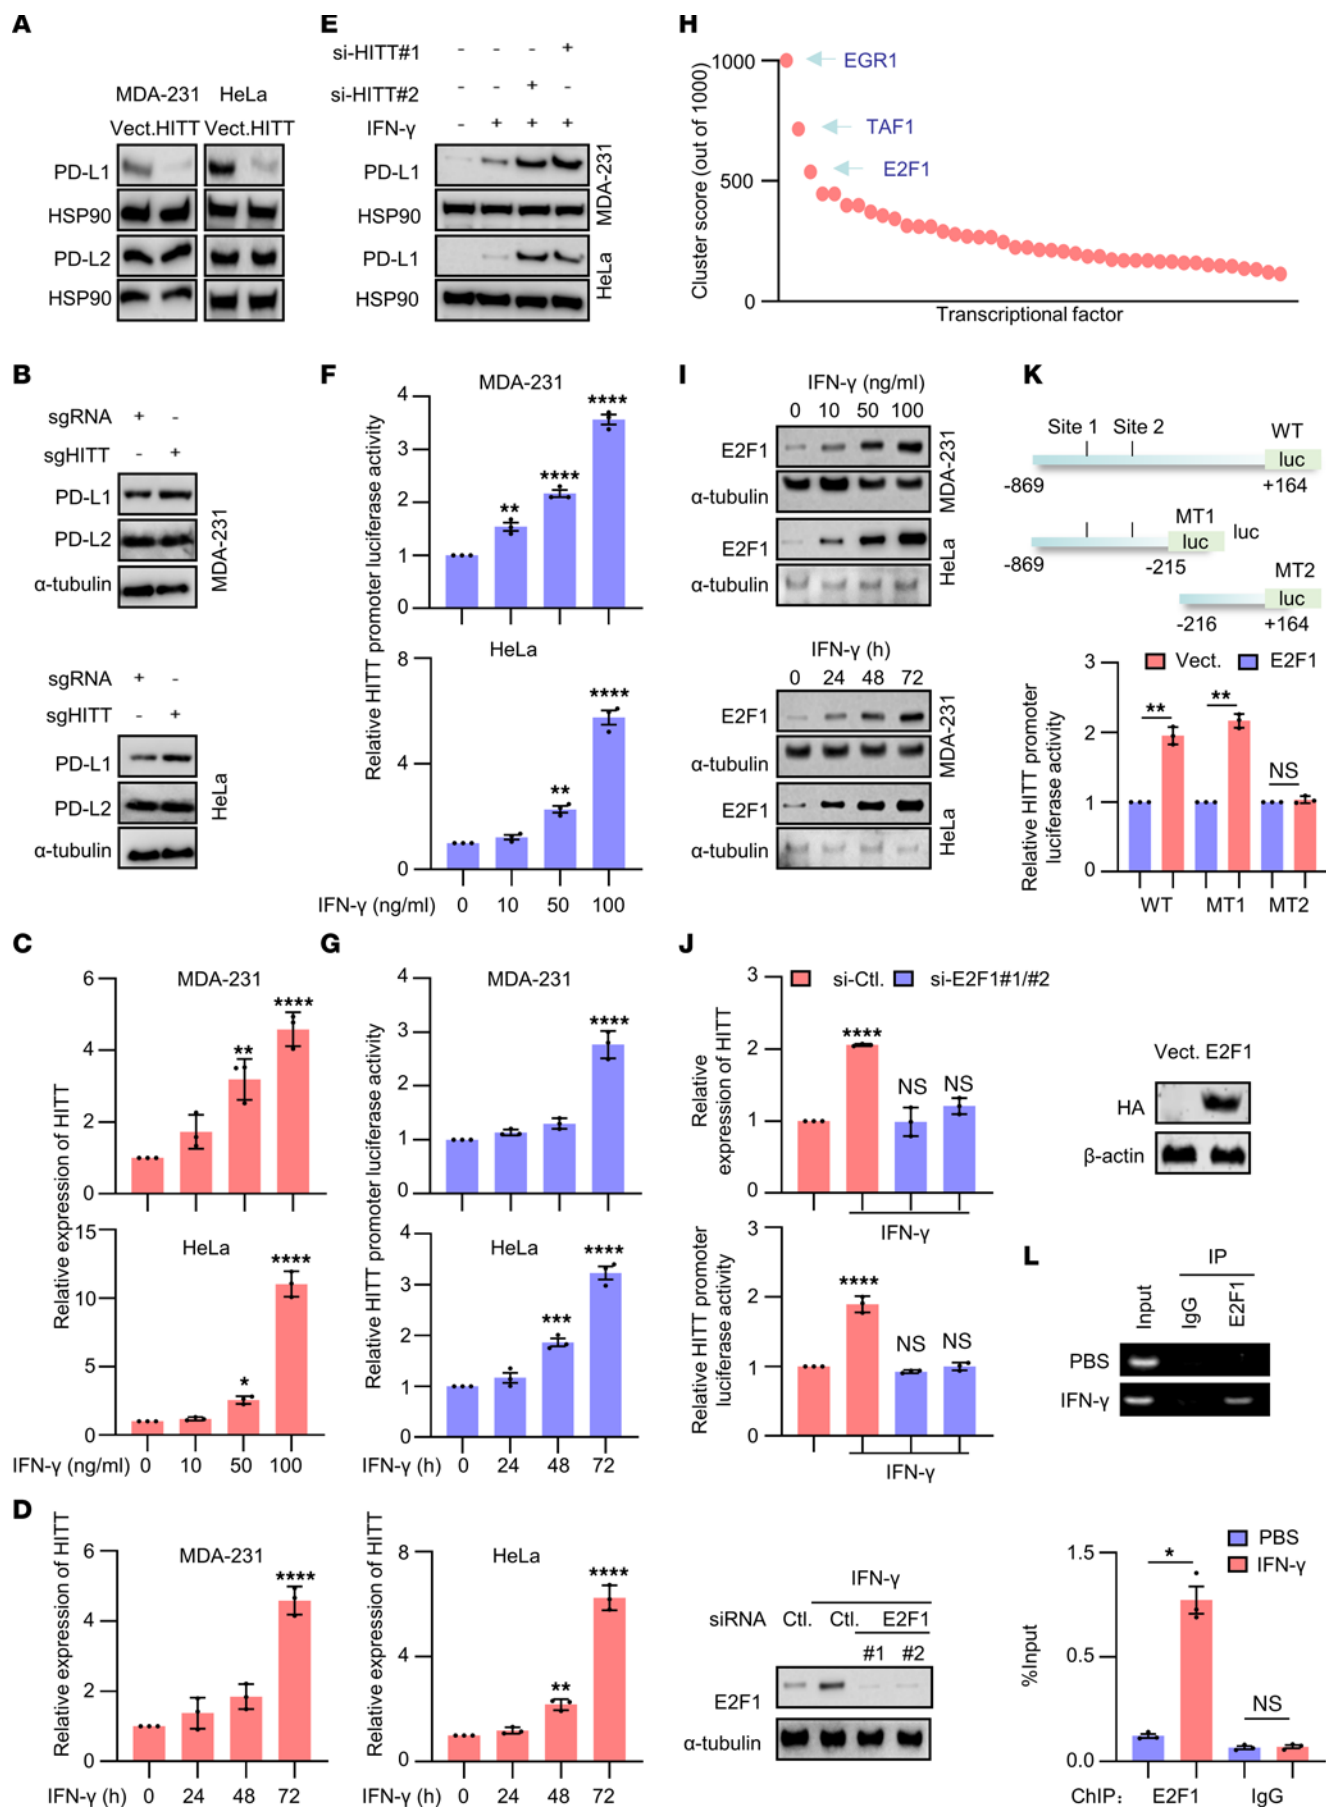 A
MDA-231 HeLa
Vect. HITT Vect. HITT
PD-L1
HSP90
PD-L2
HSP90
E
si-HITT#1 - - - +
si-HITT#2 - - + -
IFN-γ - + + +
PD-L1
HSP90
MDA-231
PD-L1
HSP90
HeLa
H
Cluster score (out of 1000)
1000
500
0
EGR1
TAF1
E2F1
Transcriptional factor
B
sgRNA + -
sgHITT - +
PD-L1
PD-L2
α-tubulin
MDA-231
sgRNA + -
sgHITT - +
PD-L1
PD-L2
α-tubulin
HeLa
F
Relative HITT promoter luciferase activity
MDA-231
4
3
2
1
0
**
****
****
HeLa
8
4
0
**
****
IFN-γ (ng/ml) 0 10 50 100
I
IFN-γ (ng/ml)
0 10 50 100
E2F1
α-tubulin
MDA-231
E2F1
α-tubulin
HeLa
IFN-γ (h)
0 24 48 72
E2F1
α-tubulin
MDA-231
E2F1
α-tubulin
HeLa
K
Site 1 Site 2 WT
luc
-869 +164
MT1
luc luc
-869 -215
MT2
luc
-216 +164
Relative HITT promoter
luciferase activity
Vect. E2F1
3
2
1
0
**
**
NS
WT MT1 MT2
Vect. E2F1
HA
β-actin
C
Relative expression of HITT
MDA-231
6
4
2
0
**
****
HeLa
15
10
5
0
*
****
IFN-γ (ng/ml) 0 10 50 100
G
Relative HITT promoter luciferase activity
MDA-231
4
3
2
1
0
****
HeLa
4
3
2
1
0
***
****
IFN-γ (h) 0 24 48 72
J
si-Ctl. si-E2F1#1/#2
Relative
expression of HITT
3
2
1
0
****
NS NS
IFN-γ
Relative HITT promoter
luciferase activity
3
2
1
0
****
NS NS
IFN-γ
IFN-γ
siRNA Ctl. Ctl. E2F1
#1 #2
E2F1
α-tubulin
L
IP
Input IgG E2F1
PBS
IFN-γ
PBS
IFN-γ
%Input
1.5
0.5
0.0
*
NS
ChIP: E2F1 IgG
D
Relative expression of HITT
MDA-231
6
4
2
0
****
IFN-γ (h) 0 24 48 72
Relative expression of HITT
HeLa
8
4
0
**
****
IFN-γ (h) 0 24 48 72